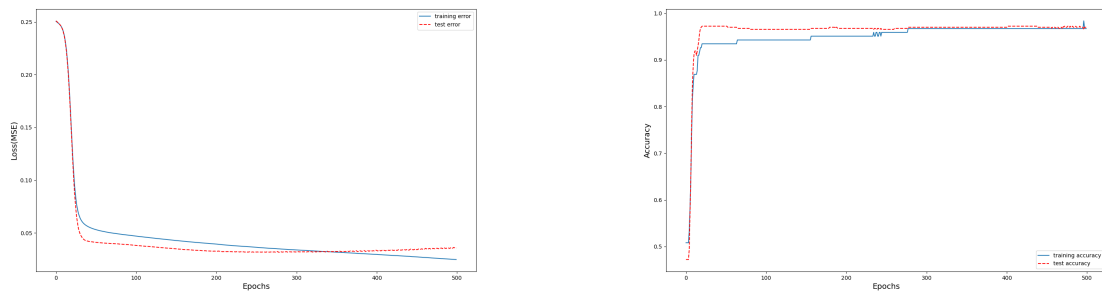 0.25
0.20
0.15
0.10
0.05
Loss(MSE)
0 100 200 300 400 500
Epochs
training error
test error
1.0
0.9
0.8
0.7
0.6
0.5
Accuracy
0 100 200 300 400 500
Epochs
training accuracy
test accuracy